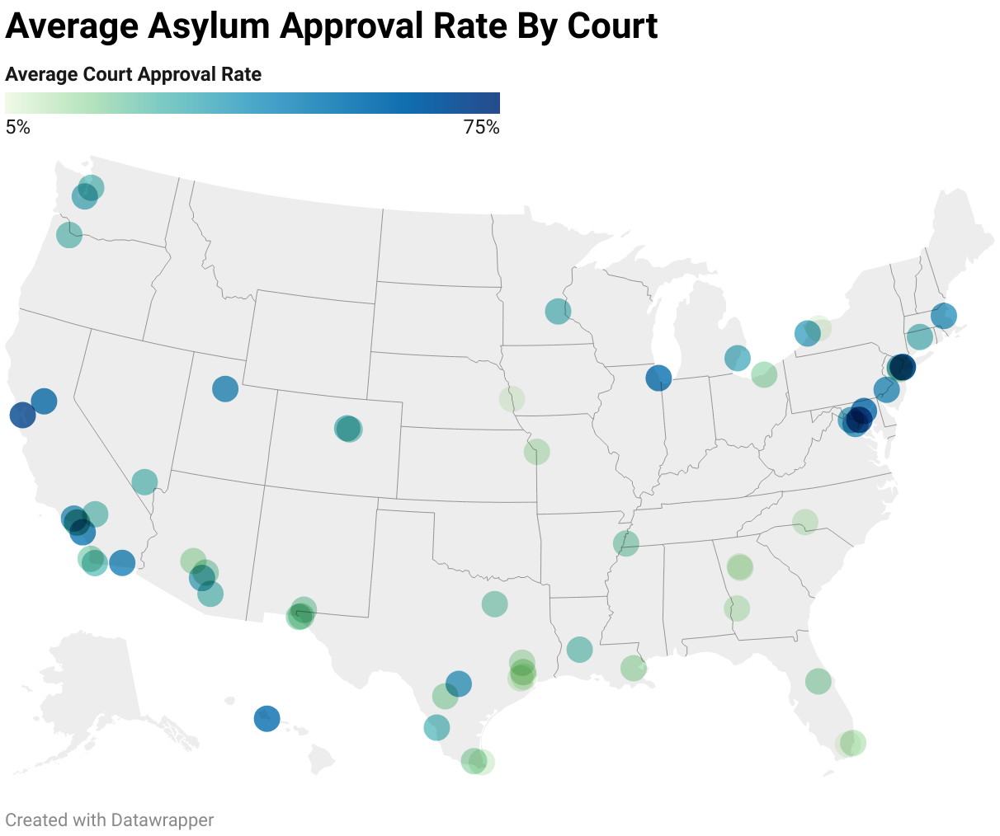 Average Asylum Approval Rate By Court
Average Court Approval Rate
5% 75%
Created with Datawrapper